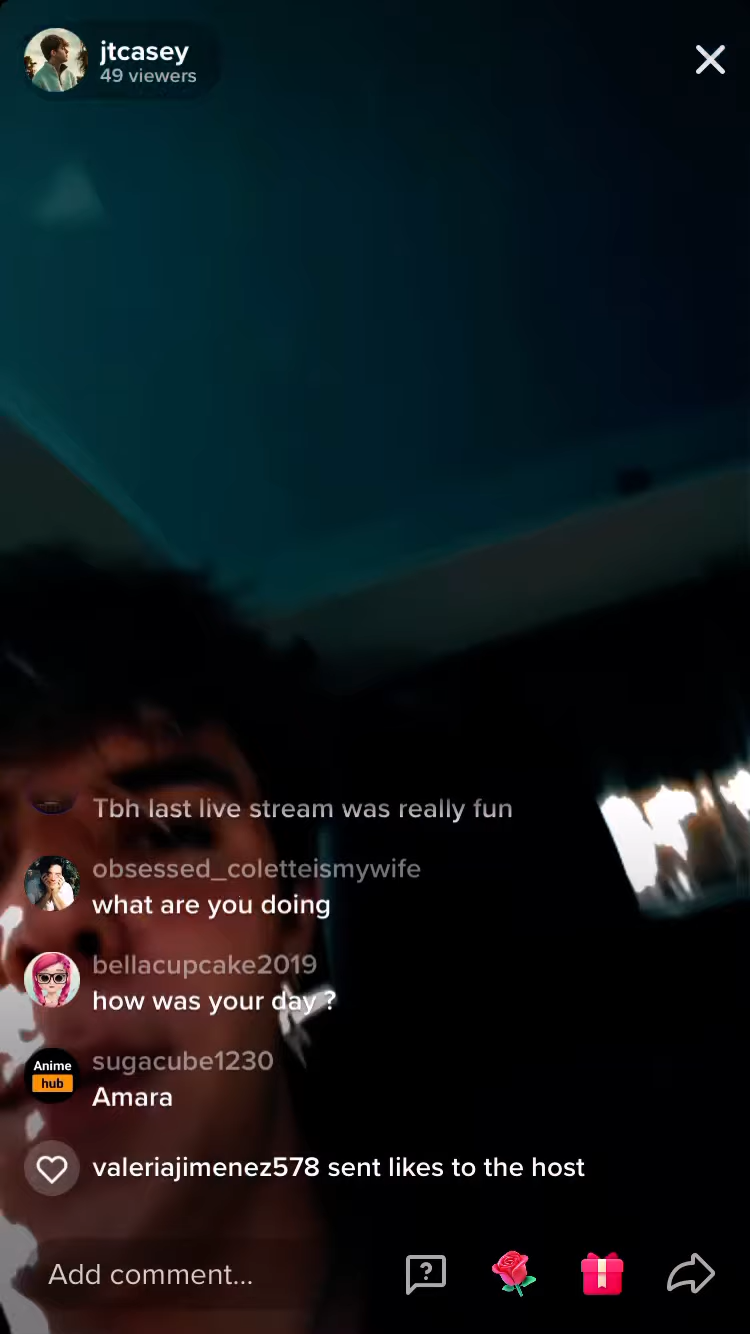 jtcasey
49 viewers
Tbh last live stream was really fun
obsessed_coletteismywife
what are you doing
bellacupcake2019
how was your day ?
Anime
hub
sugacube1230
Amara
valeriajimenez578 sent likes to the host
Add comment...
?